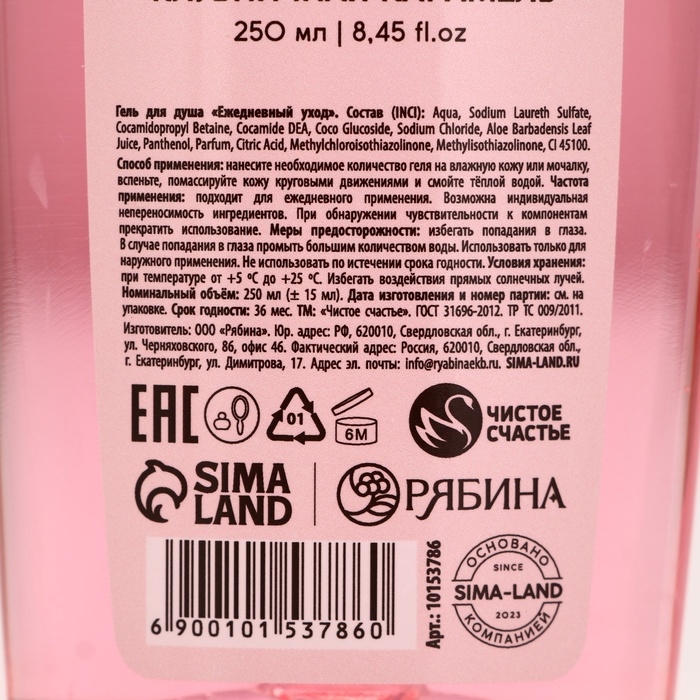 250 мл | 8,45 fl.oz
Гель для душа «Ежедневный уход». Состав (INCI): Aqua, Sodium Laureth Sulfate,
Cocamidopropyl Betaine, Cocamide DEA, Coco Glucoside, Sodium Chloride, Aloe Barbadensis Leaf
Juice, Panthenol, Parfum, Citric Acid, Methylchloroisothiazolinone, Methylisothiazolinone, CI 45100.
Способ применения: нанесите необходимое количество геля на влажную кожу или мочалку,
вспеньте, помассируйте кожу круговыми движениями и смойте тёплой водой. Частота
применения: подходит для ежедневного применения. Возможна индивидуальная
непереносимость ингредиентов. При обнаружении чувствительности к компонентам
прекратить использование. Меры предосторожности: избегать попадания в глаза.
В случае попадания в глаза промыть большим количеством воды. Использовать только для
наружного применения. Не использовать по истечении срока годности. Условия хранения:
при температуре от +5 ºС до +25 ºС. Избегать воздействия прямых солнечных лучей.
Номинальный объём: 250 мл (± 15 мл). Дата изготовления и номер партии: см. на
упаковке. Срок годности: 36 мес. ТМ: «Чистое счастье». ГОСТ 31696-2012. ТР ТС 009/2011.
Изготовитель: ООО «Рябина». Юр. адрес: РФ, 620010, Свердловская обл., г. Екатеринбург,
ул. Черняховского, 86, офис 46. Фактический адрес: Россия, 620010, Свердловская обл.,
г. Екатеринбург, ул. Димитрова, 17. Адрес эл. почты: info@ryabinaekb.ru. SIMA-LAND.RU
EAC
01
6M
ЧИСТОЕ
СЧАСТЬЕ
SIMA
LAND
РЯБИНА
6 900101 537860
Арт.: 10153786
ОСНОВАНО
SINCE
SIMA-LAND
2023
КОМПАНИЕЙ